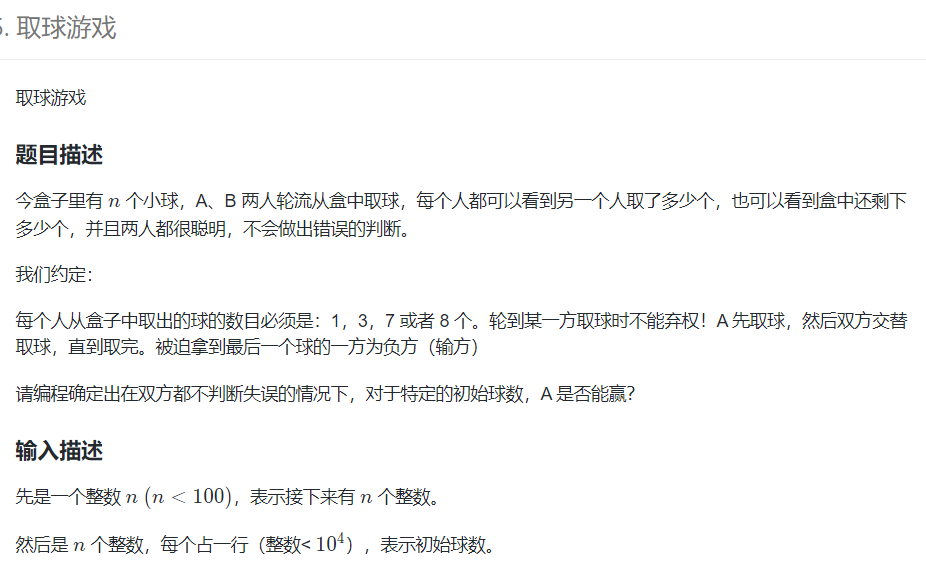 5. 取球游戏
取球游戏
题目描述
今盒子里有 n 个小球，A、B 两人轮流从盒中取球，每个人都可以看到另一个人取了多少个，也可以看到盒中还剩下
多少个，并且两人都很聪明，不会做出错误的判断。
我们约定：
每个人从盒子中取出的球的数目必须是：1，3，7 或者 8 个。轮到某一方取球时不能弃权！A 先取球，然后双方交替
取球，直到取完。被迫拿到最后一个球的一方为负方（输方）
请编程确定出在双方都不判断失误的情况下，对于特定的初始球数，A 是否能赢？
输入描述
先是一个整数 n (n < 100)，表示接下来有 n 个整数。
然后是 n 个整数，每个占一行（整数< 10⁴），表示初始球数。